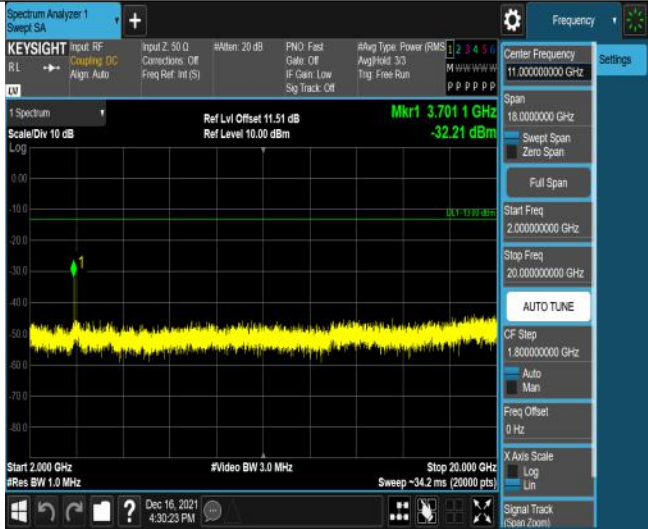 Spectrum Analyzer 1
Swept SA
Frequency
KEYSIGHT
RL
Input: RF
Coupling: DC
Align: Auto
Input Z: 50 Ω
Corrections: Off
Freq Ref: Int (S)
#Atten: 20 dB
PNO: Fast
Gate: Off
IF Gain: Low
Sig Track: Off
#Avg Type: Power (RMS
Avg|Hold: 3/3
Trig: Free Run
1 2 3 4 5 6
M W W W W W
P P P P P P
LV
1 Spectrum
Scale/Div 10 dB
Ref Lvl Offset 11.51 dB
Ref Level 10.00 dBm
Mkr1 3.701 1 GHz
-32.21 dBm
Log
0.00
-10.0
DL1 -13.00 dBm
-20.0
1
-30.0
-40.0
-50.0
-60.0
-70.0
-80.0
Start 2.000 GHz
#Video BW 3.0 MHz
Stop 20.000 GHz
#Res BW 1.0 MHz
Sweep ~34.2 ms (20000 pts)
?
Dec 16, 2021
4:30:23 PM
Center Frequency
11.000000000 GHz
Settings
Span
18.0000000 GHz
Swept Span
Zero Span
Full Span
Start Freq
2.000000000 GHz
Stop Freq
20.000000000 GHz
AUTO TUNE
CF Step
1.800000000 GHz
Auto
Man
Freq Offset
0 Hz
X Axis Scale
Log
Lin
Signal Track
(Span Zoom)